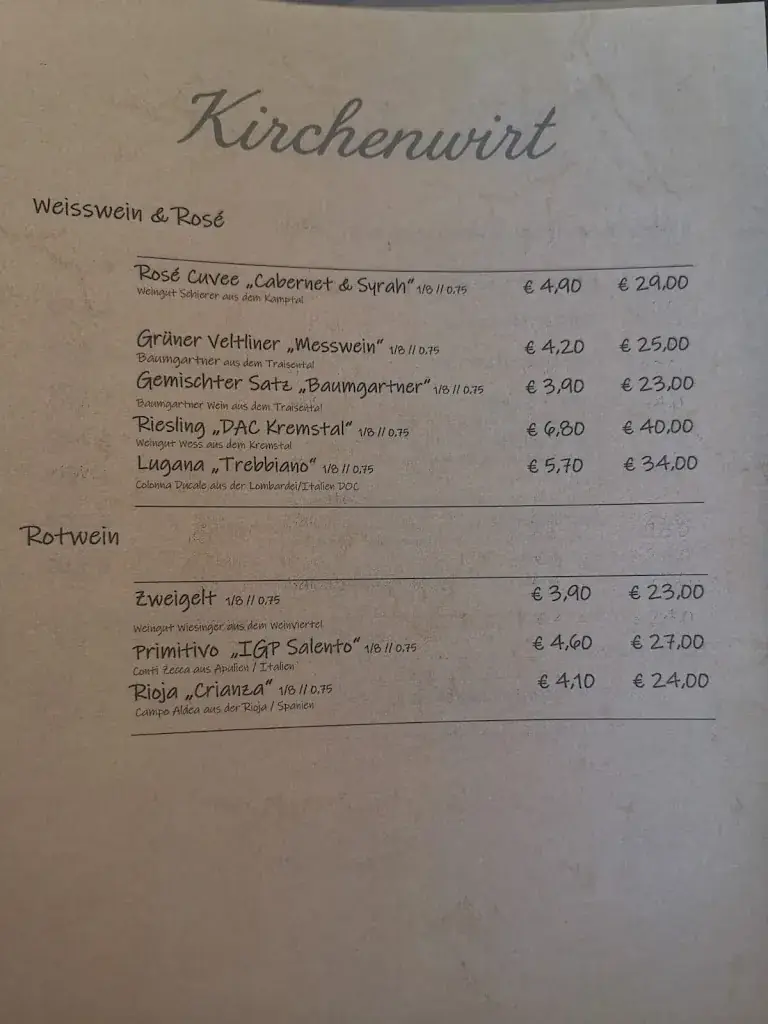 Kirchenwirt
Weisswein & Rosé
Rosé Cuvee „Cabernet & Syrah“ 1/8 // 0,75 € 4,90 € 29,00
Weingut Schierer aus dem Kamptal
Grüner Veltliner „Messwein“ 1/8 // 0,75 € 4,20 € 25,00
Baumgartner aus dem Traisental
Gemischter Satz „Baumgartner“ 1/8 // 0,75 € 3,90 € 23,00
Baumgartner Wein aus dem Traisental
Riesling „DAC Kremstal“ 1/8 // 0,75 € 6,80 € 40,00
Weingut Wess aus dem Kremstal
Lugana „Trebbiano“ 1/8 // 0,75 € 5,70 € 34,00
Colonna Ducale aus der Lombardei/Italien DOC
Rotwein
Zweigelt 1/8 // 0,75 € 3,90 € 23,00
Weingut Wiesinger aus dem Weinviertel
Primitivo „IGP Salento“ 1/8 // 0,75 € 4,60 € 27,00
Conti Zecca aus Apulien / Italien
Rioja „Crianza“ 1/8 // 0,75 € 4,10 € 24,00
Campo Aldea aus der Rioja / Spanien